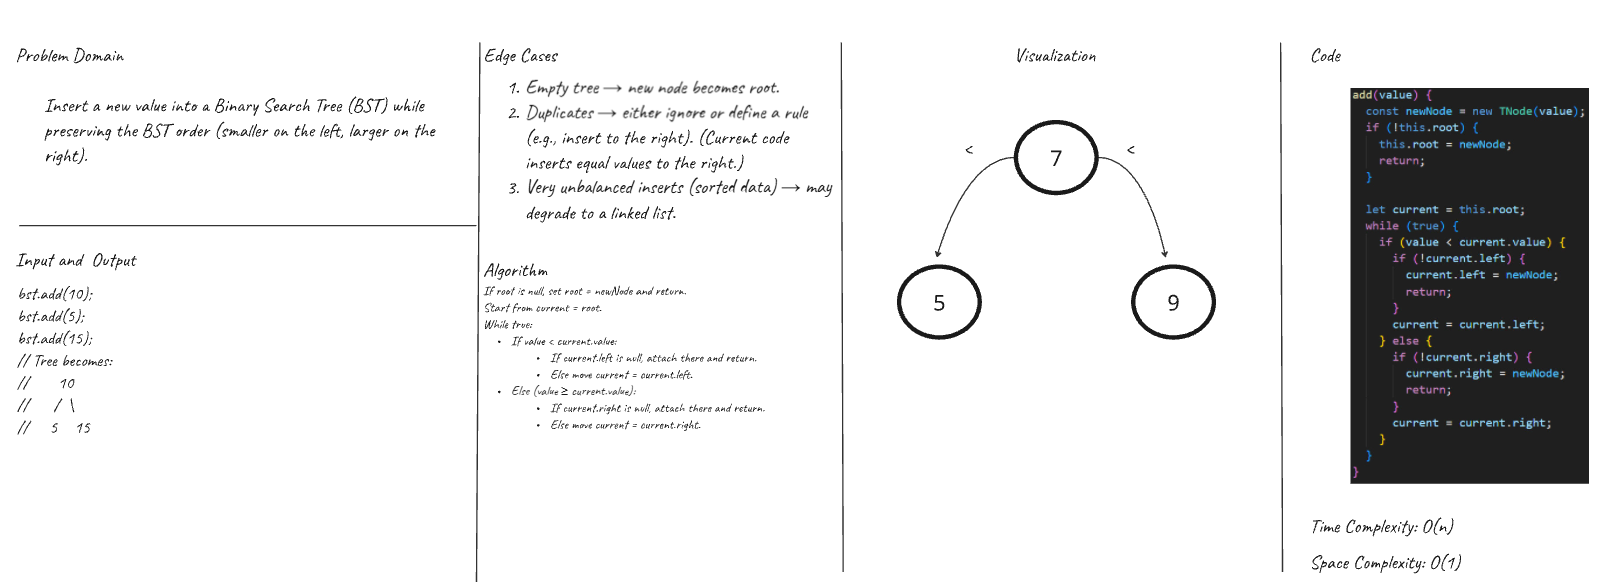 Problem Domain
Insert a new value into a Binary Search Tree (BST) while
preserving the BST order (smaller on the left, larger on the
right).
Input and Output
bst.add(10);
bst.add(5);
bst.add(15);
// Tree becomes:
// 10
// / \
// 5 15
Edge Cases
1. Empty tree → new node becomes root.
2. Duplicates → either ignore or define a rule
(e.g., insert to the right). (Current code
inserts equal values to the right.)
3. Very unbalanced inserts (sorted data) → may
degrade to a linked list.
Algorithm
If root is null, set root = newNode and return.
Start from current = root.
While true:
• If value < current.value:
• If current.left is null, attach there and return.
• Else move current = current.left.
• Else (value ≥ current.value):
• If current.right is null, attach there and return.
• Else move current = current.right.
Visualization
< 7 <
5 9
Code
add(value) {
const newNode = new TNode(value);
if (!this.root) {
this.root = newNode;
return;
}
let current = this.root;
while (true) {
if (value < current.value) {
if (!current.left) {
current.left = newNode;
return;
}
current = current.left;
} else {
if (!current.right) {
current.right = newNode;
return;
}
current = current.right;
}
}
}
Time Complexity: O(n)
Space Complexity: O(1)